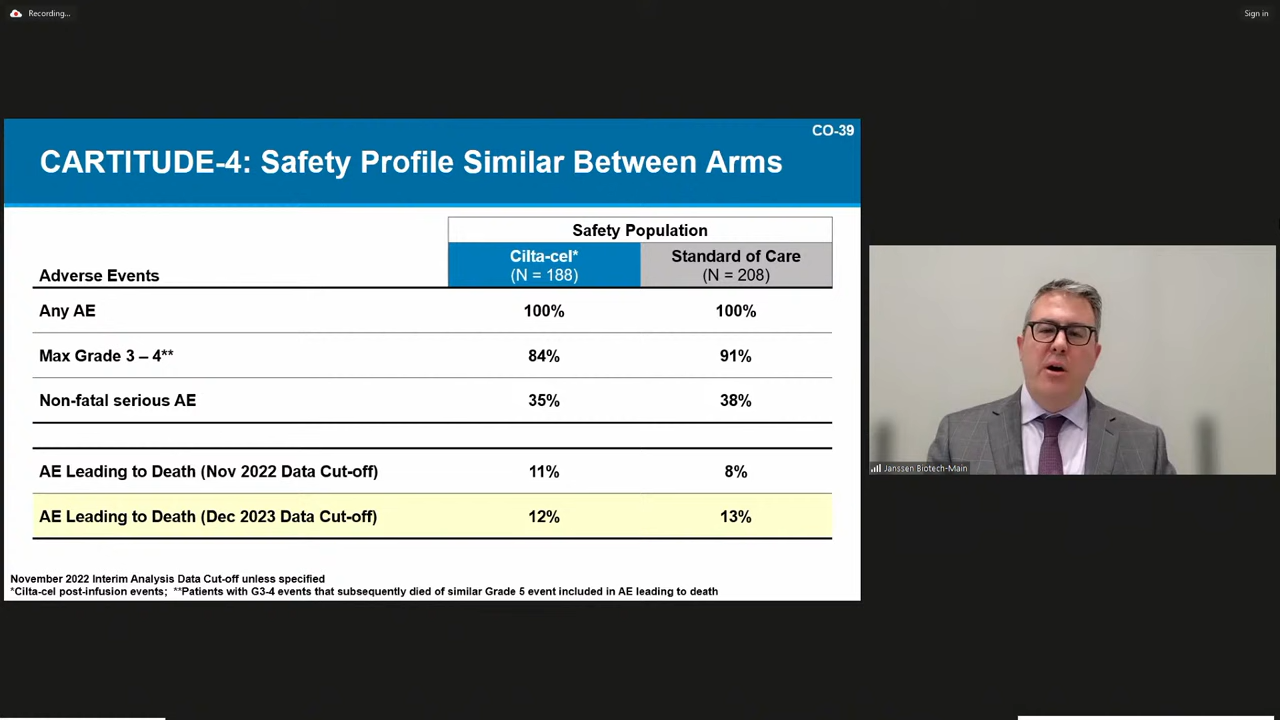 Recording...
Sign in
CO-39
CARTITUDE-4: Safety Profile Similar Between Arms
Safety Population
Cilta-cel* Standard of Care
Adverse Events (N = 188) (N = 208)
Any AE 100% 100%
Max Grade 3 – 4** 84% 91%
Non-fatal serious AE 35% 38%
AE Leading to Death (Nov 2022 Data Cut-off) 11% 8%
AE Leading to Death (Dec 2023 Data Cut-off) 12% 13%
November 2022 Interim Analysis Data Cut-off unless specified
*Cilta-cel post-infusion events; **Patients with G3-4 events that subsequently died of similar Grade 5 event included in AE leading to death
Janssen Biotech-Main